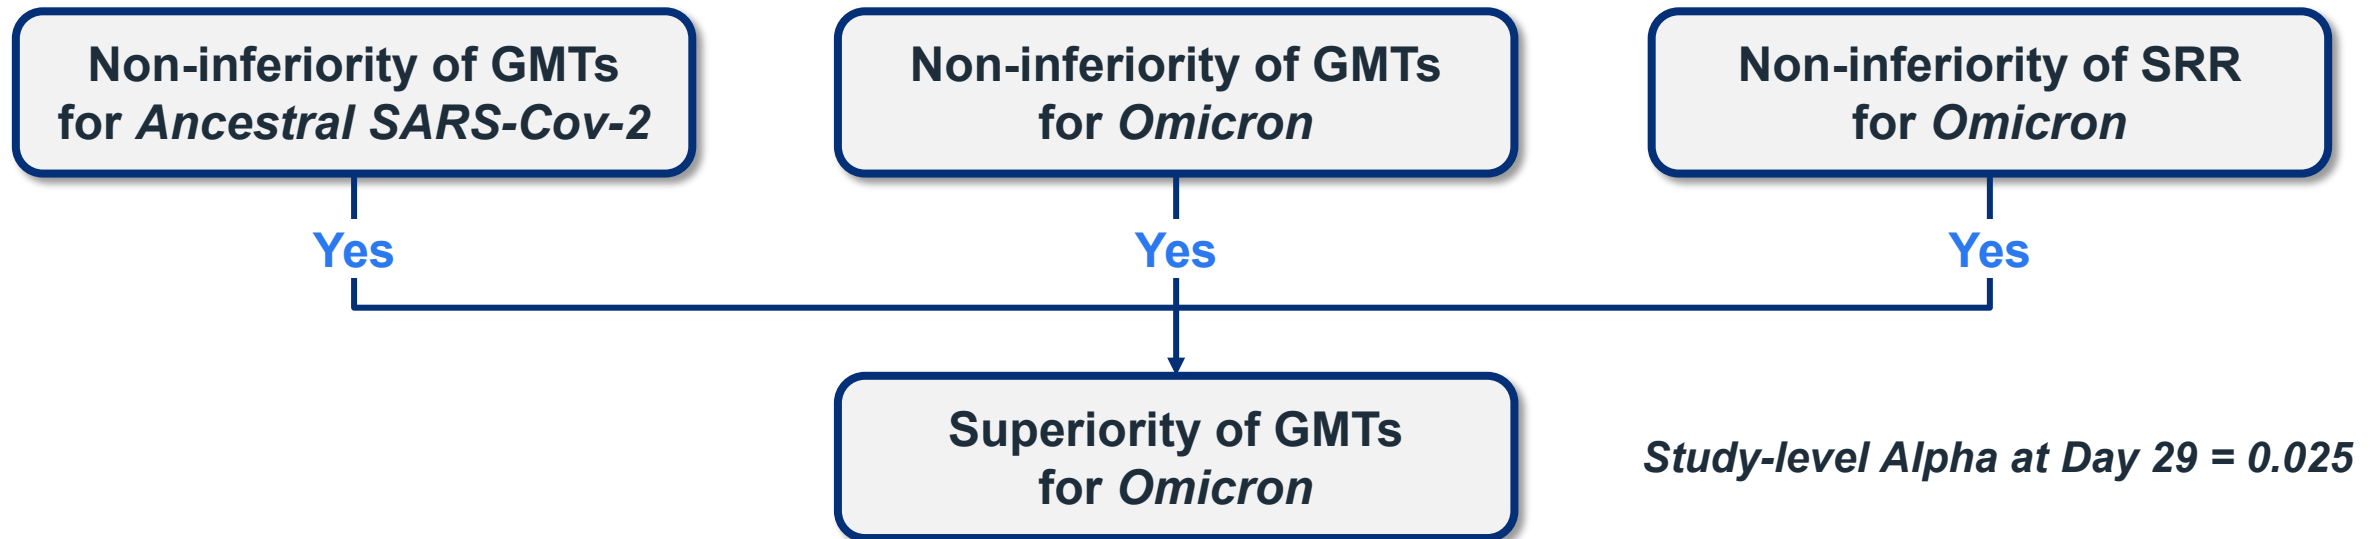 Non-inferiority of GMTs
for Ancestral SARS-Cov-2
Non-inferiority of GMTs
for Omicron
Non-inferiority of SRR
for Omicron
Yes
Yes
Yes
Superiority of GMTs
for Omicron
Study-level Alpha at Day 29 = 0.025